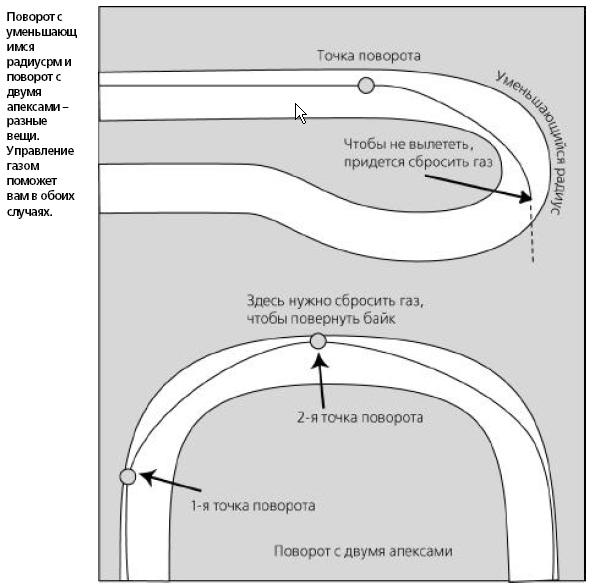 Поворот с
уменьшающ
имся
радиусрм и
поворот с
двумя
апексами –
разные
вещи.
Управление
газом
поможет
вам в обоих
случаях.
Точка поворота
Уменьшающийся радиус
Чтобы не вылететь,
придется сбросить газ
Здесь нужно сбросить газ,
чтобы повернуть байк
2-я точка поворота
1-я точка поворота
Поворот с двумя апексами